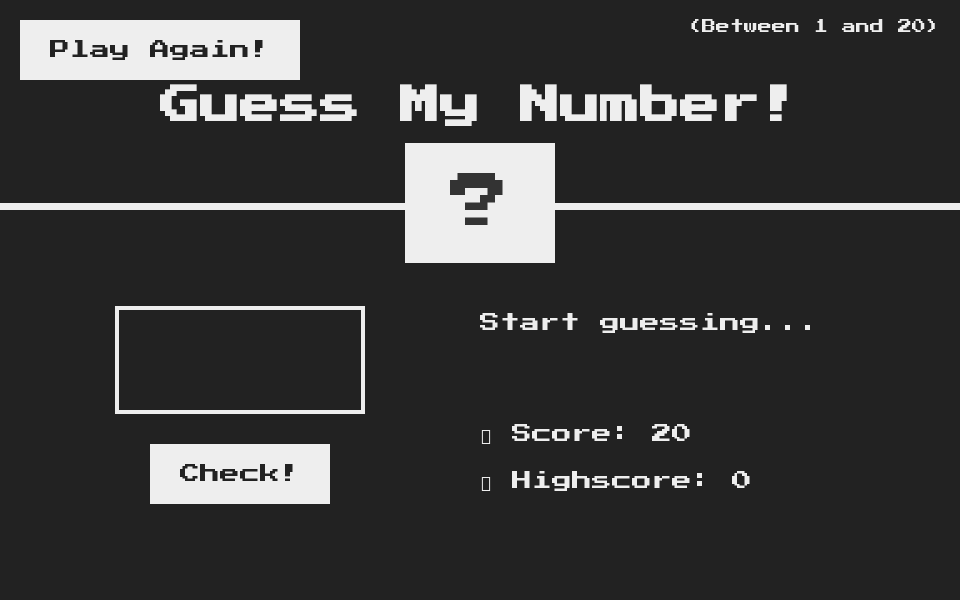 Play Again!
(Between 1 and 20)
Guess My Number!
?
Start guessing...
Check!
Score: 20
Highscore: 0